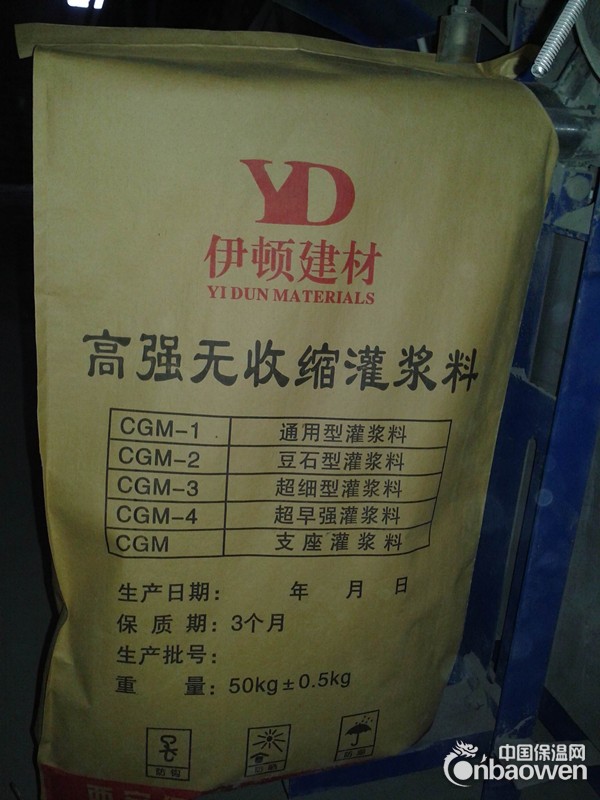 YD
伊顿建材
YI DUN MATERIALS
高强无收缩灌浆料
CGM-1 通用型灌浆料
CGM-2 豆石型灌浆料
CGM-3 超细型灌浆料
CGM-4 超早强灌浆料
CGM 支座灌浆料
生产日期： 年 月 日
保质期：3个月
生产批号：
重量：50kg±0.5kg
中国保温网
Cnbaowen